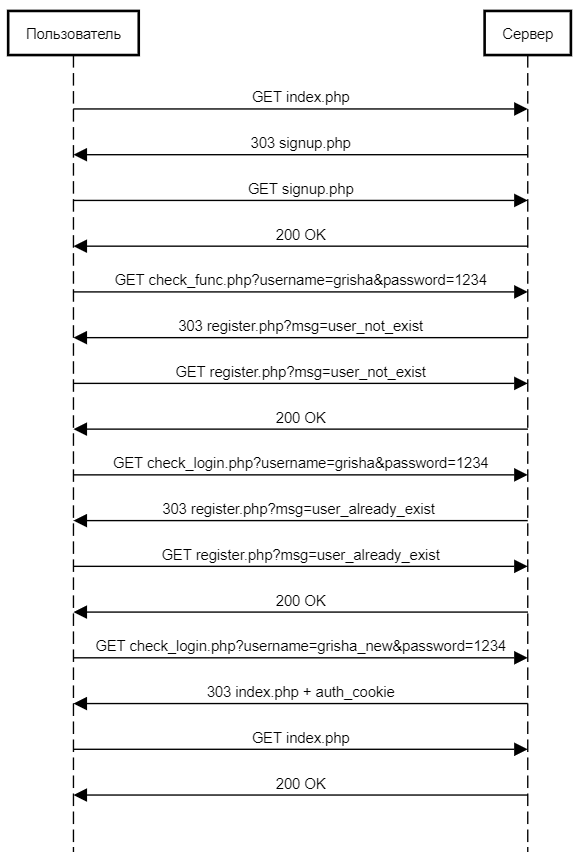 Пользователь
Сервер
GET index.php
303 signup.php
GET signup.php
200 OK
GET check_func.php?username=grisha&password=1234
303 register.php?msg=user_not_exist
GET register.php?msg=user_not_exist
200 OK
GET check_login.php?username=grisha&password=1234
303 register.php?msg=user_already_exist
GET register.php?msg=user_already_exist
200 OK
GET check_login.php?username=grisha_new&password=1234
303 index.php + auth_cookie
GET index.php
200 OK